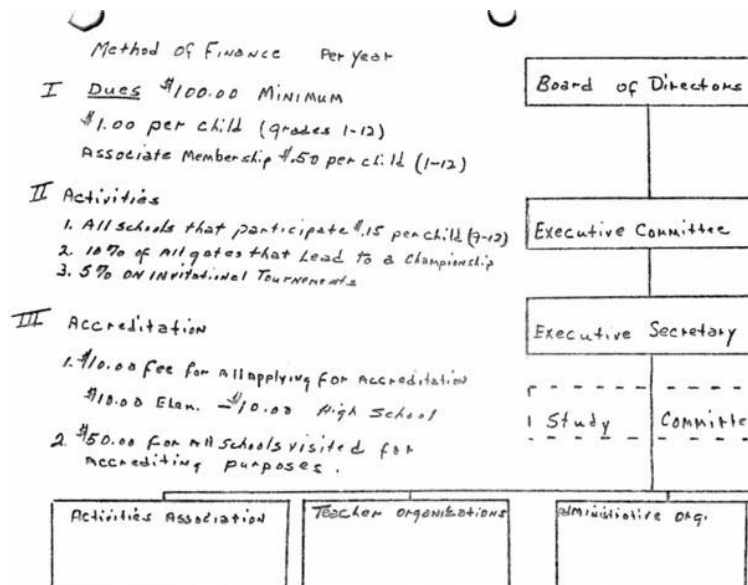 Method of Finance Per Year
I Dues $100.00 Minimum
$1.00 per child (grades 1-12)
Associate Membership $.50 per child (1-12)
II Activities
1. All schools that participate $.15 per child (7-12)
2. 10% of All gates that Lead to a Championship
3. 5% on Invitational Tournements
III Accreditation
1. $10.00 fee for All applying for Accreditation
$10.00 Elem. - $10.00 High School
2. $50.00 for All schools visited for
Accrediting purposes.
Board of Directors
Executive Committee
Executive Secretary
Study Committe
Activities Association
Teacher Organizations
Administrative Org.